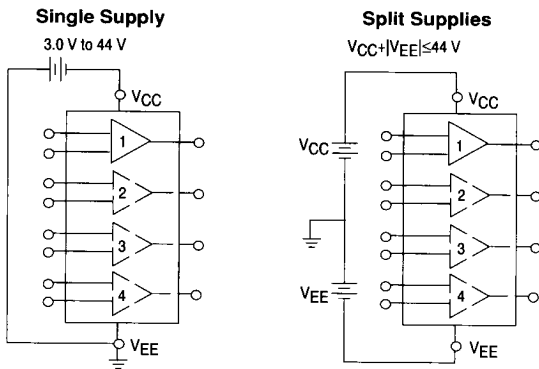 Single Supply
3.0 V to 44 V
VCC
1
2
3
4
VEE
Split Supplies
VCC+|VEE|≤44 V
VCC
VCC
1
2
3
4
VEE
VEE